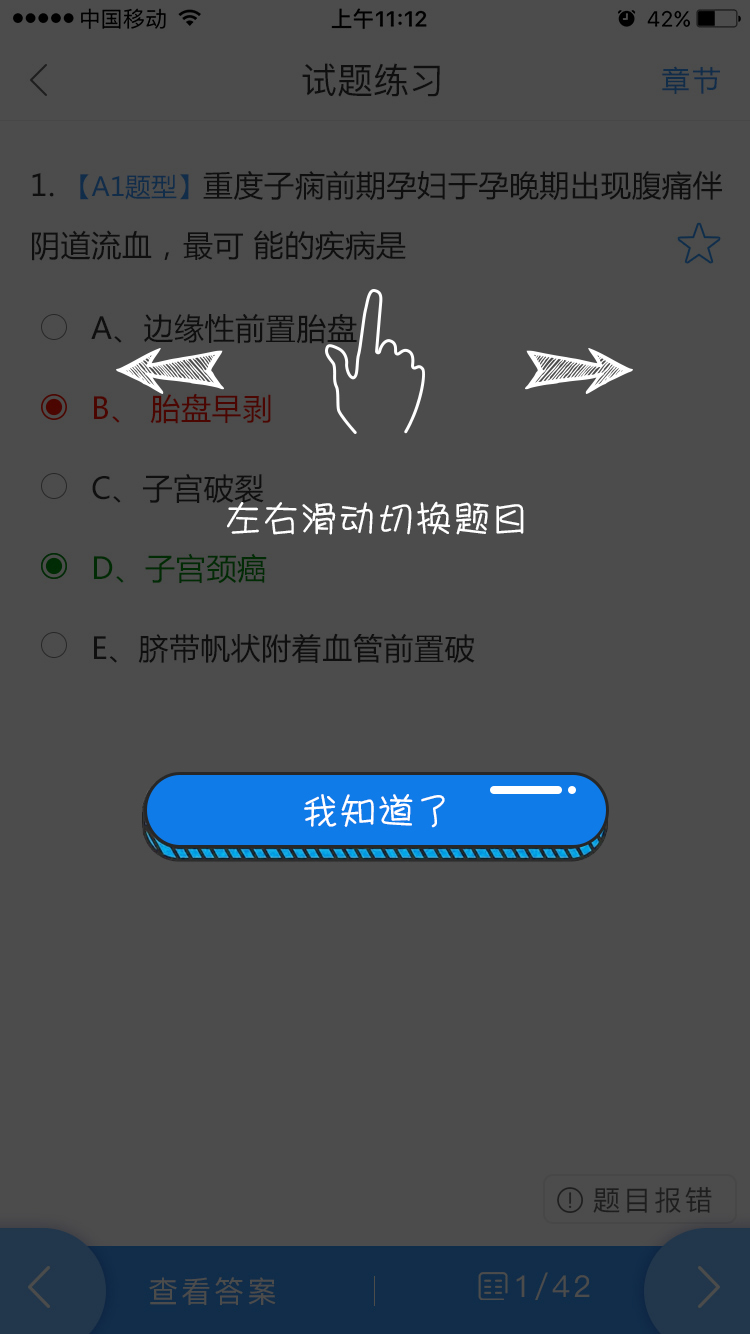 中国移动 上午11:12 42%
试题练习 章节
1. 【A1题型】重度子痫前期孕妇于孕晚期出现腹痛伴
阴道流血，最可 能的疾病是
A、边缘性前置胎盘
B、 胎盘早剥
C、子宫破裂
左右滑动切换题目
D、子宫颈癌
E、脐带帆状附着血管前置破
我知道了
题目报错
查看答案 1/42